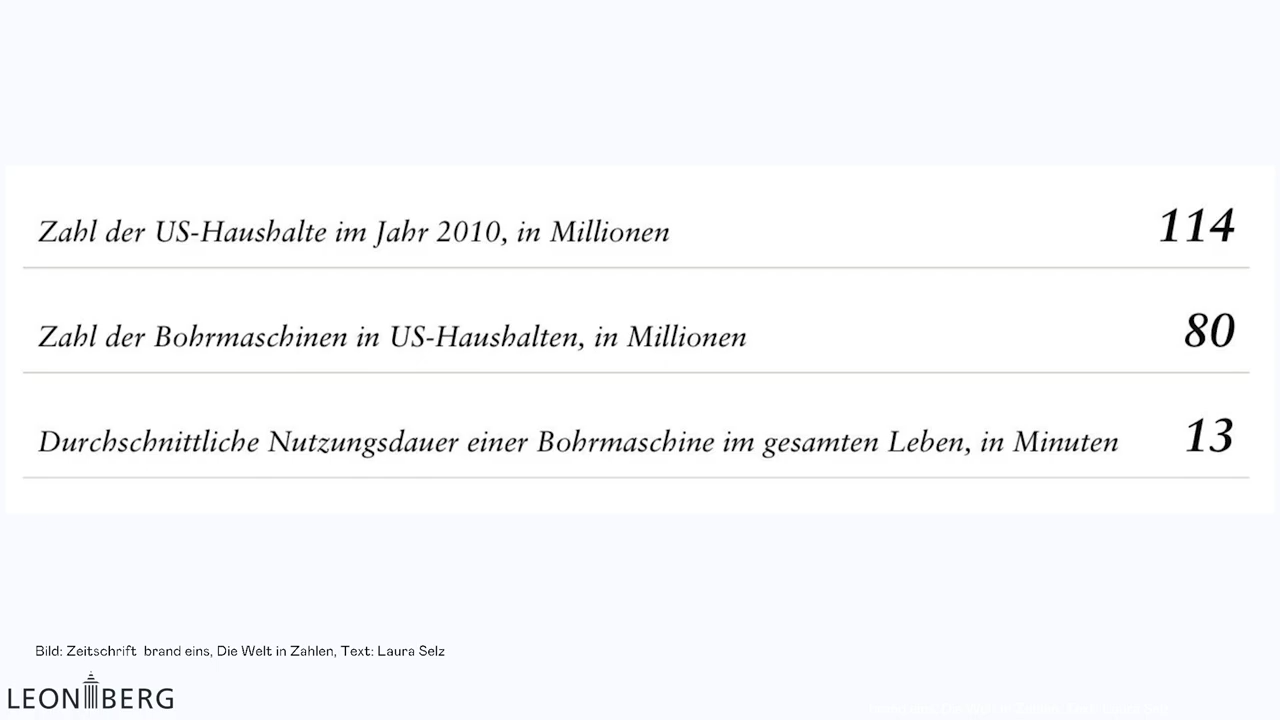 Zahl der US-Haushalte im Jahr 2010, in Millionen 114
Zahl der Bohrmaschinen in US-Haushalten, in Millionen 80
Durchschnittliche Nutzungsdauer einer Bohrmaschine im gesamten Leben, in Minuten 13
Bild: Zeitschrift brand eins, Die Welt in Zahlen, Text: Laura Selz
LEONBERG